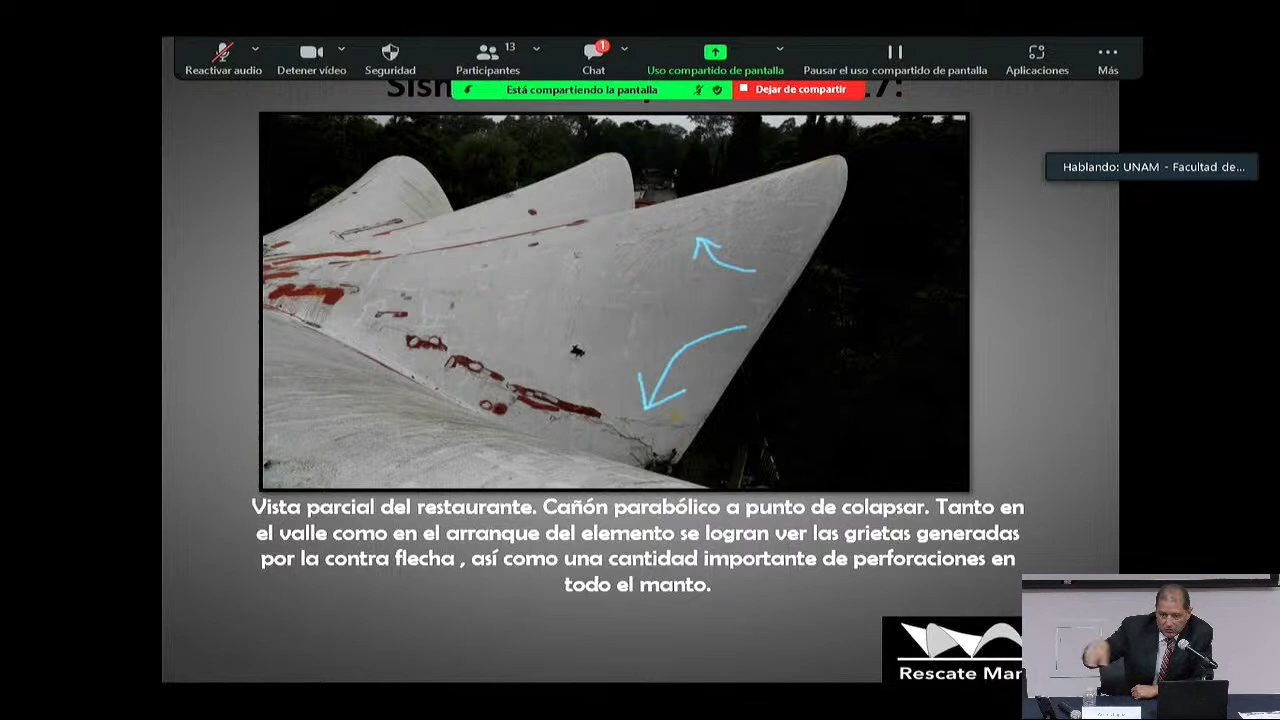 Reactivar audio
Detener vídeo
Seguridad
13
Participantes
1
Chat
Uso compartido de pantalla
Pausar el uso compartido de pantalla
Aplicaciones
Más
Está compartiendo la pantalla
Dejar de compartir
Hablando: UNAM - Facultad de...
Vista parcial del restaurante. Cañón parabólico a punto de colapsar. Tanto en
el valle como en el arranque del elemento se logran ver las grietas generadas
por la contra flecha , así como una cantidad importante de perforaciones en
todo el manto.
Rescate Man